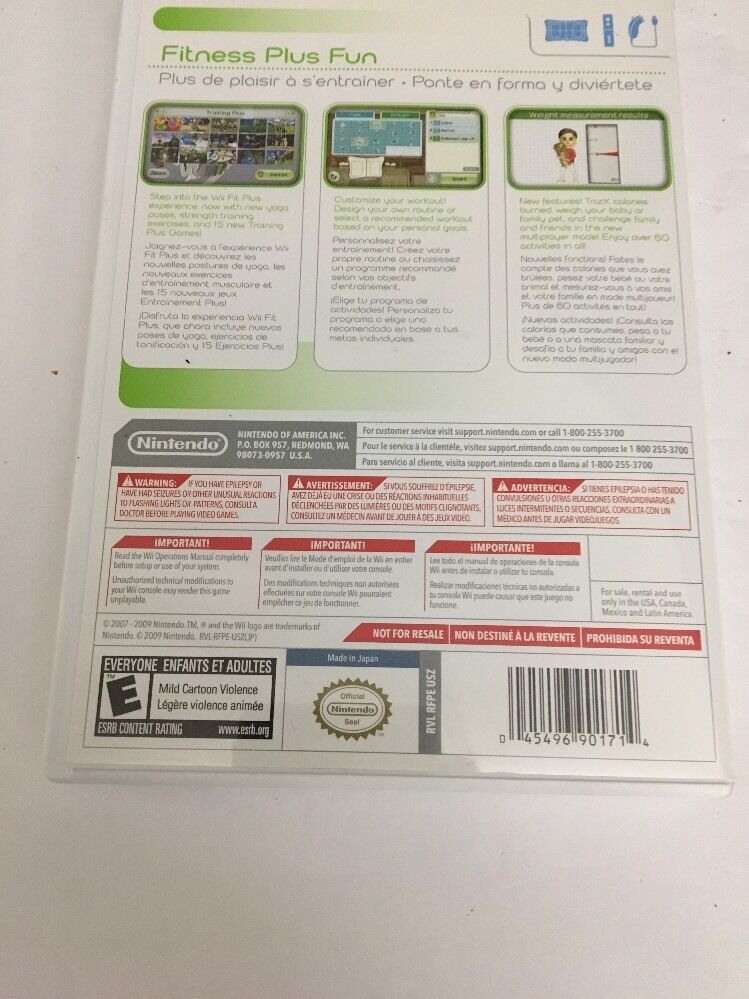 Fitness Plus Fun
Plus de plaisir à s'entraîner • Ponte en forma y diviértete
Training Plus
Start
Weight measurement results
Step into the Wii Fit Plus
experience, now with new yoga
poses, strength training
exercises, and 15 new Training
Plus Games!
Joignez-vous à l'expérience Wii
Fit Plus et découvrez les
nouvelles postures de yoga, les
nouveaux exercices
d'entraînement musculaire et
les 15 nouveaux jeux
Entraînement Plus!
¡Disfruta la experiencia Wii Fit
Plus, que ahora incluye nuevas
poses de yoga, ejercicios de
tonificación y 15 Ejercicios Plus!
Customize your workout!
Design your own routine or
select a recommended workout
based on your personal goals.
Personnalisez votre
entraînement! Créez votre
propre routine ou choisissez
un programme recommandé
selon vos objectifs
d'entraînement.
¡Elige tu programa de
actividades! Personaliza tu
programa o elige uno
recomendado en base a tus
metas individuales.
New features! Track calories
burned, weigh your baby or
family pet, and challenge family
and friends in the new
multiplayer mode! Enjoy over 60
activities in all!
Nouvelles fonctions! Faites le
compte des calories que vous avez
brûlées, pesez votre bébé ou votre
animal et mesurez-vous à vos amis
et votre famille en mode multijoueur!
Plus de 60 activités en tout!
¡Nuevas actividades! ¡Consulta las
calorías que consumes, pesa a tu
bebé o a una mascota familiar y
desafía a tu familia y amigos con el
nuevo modo multijugador!
Nintendo
NINTENDO OF AMERICA INC.
P.O. BOX 957, REDMOND, WA
98073-0957 U.S.A.
For customer service visit support.nintendo.com or call 1-800-255-3700
Pour le service à la clientèle, visitez support.nintendo.com ou composez le 1 800 255-3700
Para servicio al cliente, visita support.nintendo.com o llama al 1-800-255-3700
WARNING: IF YOU HAVE EPILEPSY OR
HAVE HAD SEIZURES OR OTHER UNUSUAL REACTIONS
TO FLASHING LIGHTS OR PATTERNS, CONSULT A
DOCTOR BEFORE PLAYING VIDEO GAMES.
AVERTISSEMENT: SI VOUS SOUFFREZ D'ÉPILEPSIE,
AVEZ DÉJÀ EU UNE CRISE OU DES RÉACTIONS INHABITUELLES
DÉCLENCHÉES PAR DES LUMIÈRES OU DES MOTIFS CLIGNOTANTS,
CONSULTEZ UN MÉDECIN AVANT DE JOUER À DES JEUX VIDÉO.
ADVERTENCIA: SI TIENES EPILEPSIA O HAS TENIDO
CONVULSIONES U OTRAS REACCIONES EXTRAORDINARIAS A
LUCES INTERMITENTES O SECUENCIAS, CONSULTA CON UN
MÉDICO ANTES DE JUGAR VIDEOJUEGOS.
IMPORTANT!
Read the Wii Operations Manual completely
before setup or use of your system.
Unauthorized technical modifications to
your Wii console may render this game
unplayable.
IMPORTANT!
Veuillez lire le Mode d'emploi de la Wii en entier
avant d'installer ou d'utiliser votre console.
Des modifications techniques non autorisées
effectuées sur votre console Wii pourraient
empêcher ce jeu de fonctionner.
¡IMPORTANTE!
Lee todo el manual de operaciones de la consola
Wii antes de instalar o utilizar tu consola.
Realizar modificaciones técnicas no autorizadas a
tu consola Wii puede causar que este juego no
funcione.
For sale, rental and use
only in the USA, Canada,
Mexico and Latin America.
© 2007 - 2009 Nintendo. TM, ® and the Wii logo are trademarks of
Nintendo. © 2009 Nintendo. RVL-RFPE-USZ(JP)
NOT FOR RESALE
NON DESTINÉ À LA REVENTE
PROHIBIDA SU REVENTA
EVERYONE ENFANTS ET ADULTES
E
TM
Mild Cartoon Violence
Légère violence animée
ESRB CONTENT RATING www.esrb.org
Made in Japan
Official
Nintendo
Seal
TM
RVL RFPE USZ
0 45496 90171 4